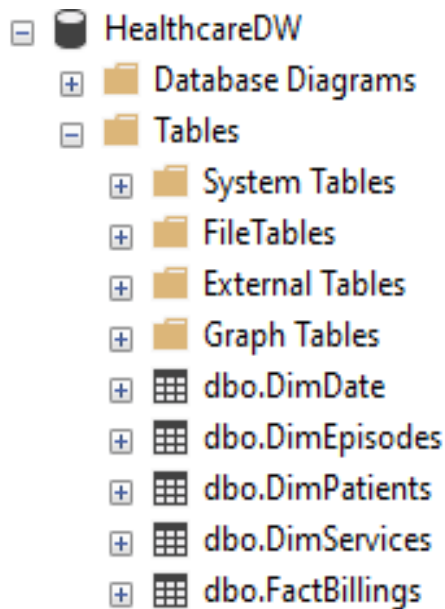 HealthcareDW
Database Diagrams
Tables
System Tables
FileTables
External Tables
Graph Tables
dbo.DimDate
dbo.DimEpisodes
dbo.DimPatients
dbo.DimServices
dbo.FactBillings